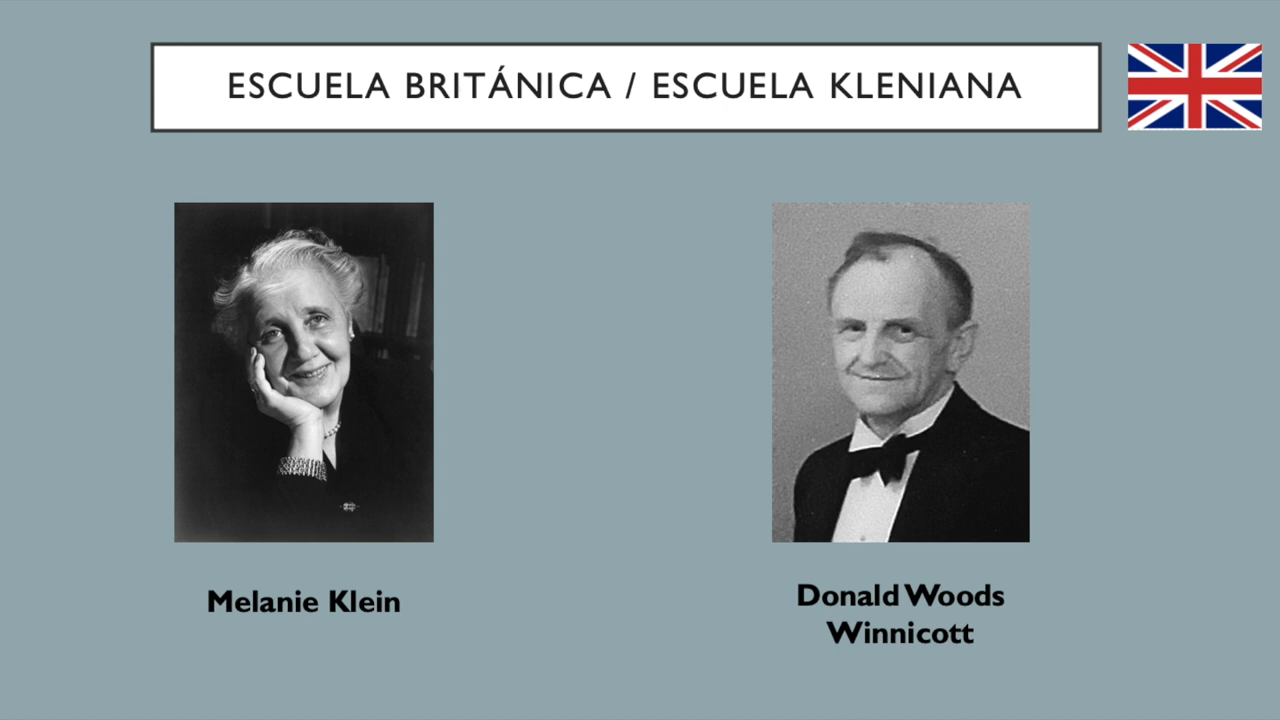 ESCUELA BRITÁNICA / ESCUELA KLENIANA
Melanie Klein
Donald Woods
Winnicott